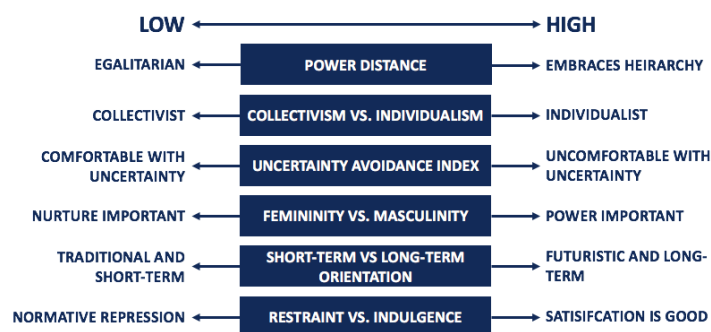 LOW HIGH
EGALITARIAN POWER DISTANCE EMBRACES HEIRARCHY
COLLECTIVIST COLLECTIVISM VS. INDIVIDUALISM INDIVIDUALIST
COMFORTABLE WITH
UNCERTAINTY
UNCERTAINTY AVOIDANCE INDEX
UNCOMFORTABLE WITH
UNCERTAINTY
NURTURE IMPORTANT FEMININITY VS. MASCULINITY POWER IMPORTANT
TRADITIONAL AND
SHORT-TERM
SHORT-TERM VS LONG-TERM
ORIENTATION
FUTURISTIC AND LONG-
TERM
NORMATIVE REPRESSION RESTRAINT VS. INDULGENCE SATISIFCATION IS GOOD